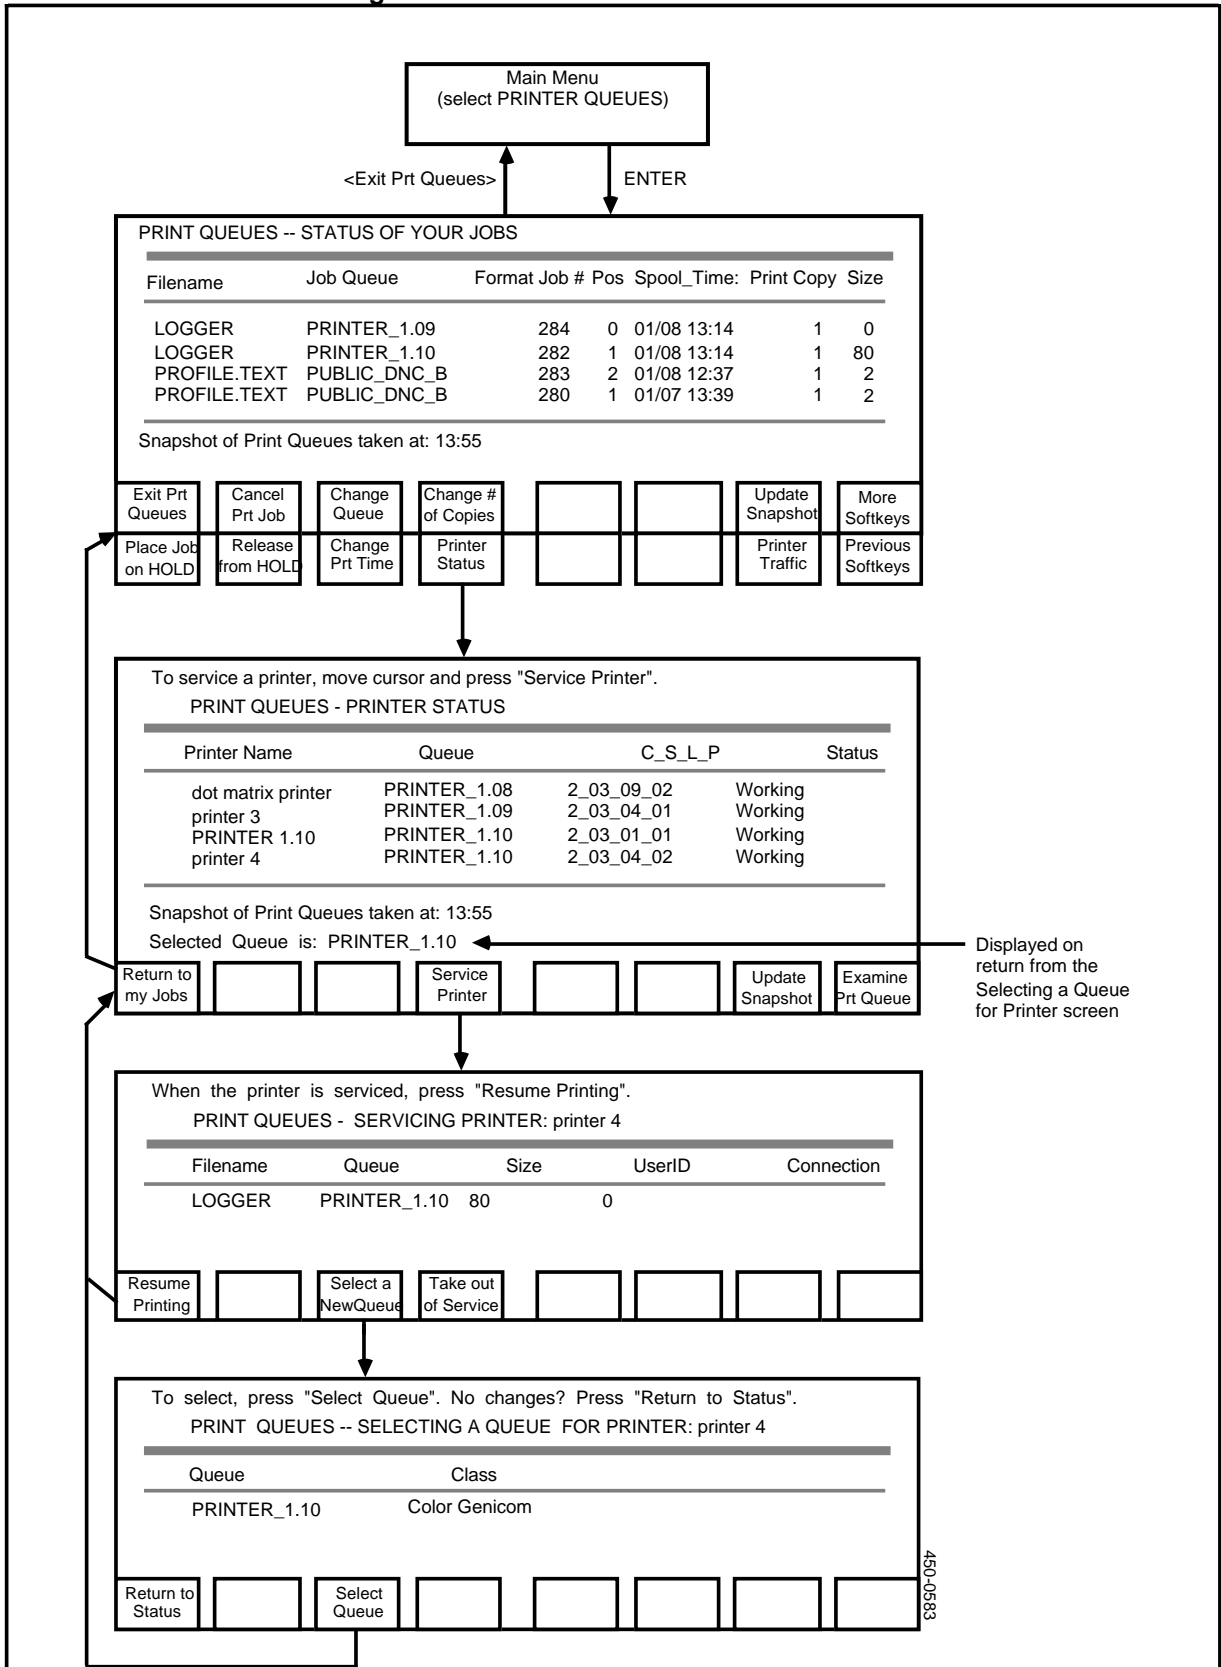 Main Menu
(select PRINTER QUEUES)
<Exit Prt Queues>
ENTER
PRINT QUEUES -- STATUS OF YOUR JOBS
Filename Job Queue Format Job # Pos Spool_Time: Print Copy Size
LOGGER PRINTER_1.09 284 0 01/08 13:14 1 0
LOGGER PRINTER_1.10 282 1 01/08 13:14 1 80
PROFILE.TEXT PUBLIC_DNC_B 283 2 01/08 12:37 1 2
PROFILE.TEXT PUBLIC_DNC_B 280 1 01/07 13:39 1 2
Snapshot of Print Queues taken at: 13:55
Exit Prt Cancel Change Change # Update More
Queues Prt Job Queue of Copies Snapshot Softkeys
Place Job Release Change Printer Printer Previous
on HOLD from HOLD Prt Time Status Traffic Softkeys
To service a printer, move cursor and press "Service Printer".
PRINT QUEUES - PRINTER STATUS
Printer Name Queue C_S_L_P Status
dot matrix printer PRINTER_1.08 2_03_09_02 Working
printer 3 PRINTER_1.09 2_03_04_01 Working
PRINTER 1.10 PRINTER_1.10 2_03_01_01 Working
printer 4 PRINTER_1.10 2_03_04_02 Working
Snapshot of Print Queues taken at: 13:55
Selected Queue is: PRINTER_1.10
Displayed on
return from the
Selecting a Queue
for Printer screen
Return to Service Update Examine
my Jobs Printer Snapshot Prt Queue
When the printer is serviced, press "Resume Printing".
PRINT QUEUES - SERVICING PRINTER: printer 4
Filename Queue Size UserID Connection
LOGGER PRINTER_1.10 80 0
Resume Select a Take out
Printing NewQueue of Service
To select, press "Select Queue". No changes? Press "Return to Status".
PRINT QUEUES -- SELECTING A QUEUE FOR PRINTER: printer 4
Queue Class
PRINTER_1.10 Color Genicom
Return to Select
Status Queue
450-0583